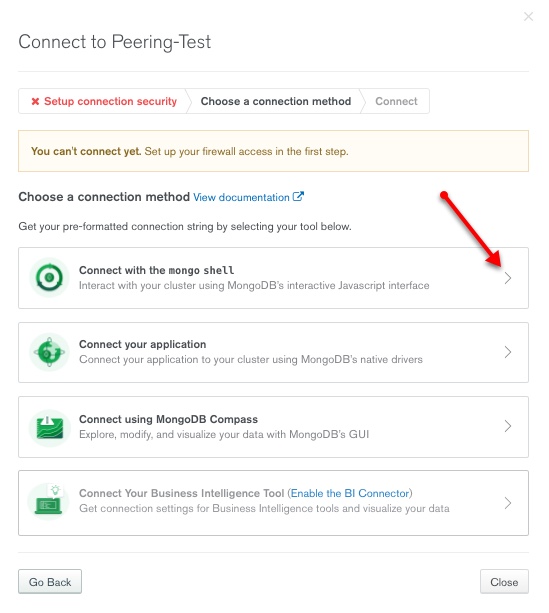 Connect to Peering-Test
✖ Setup connection security
Choose a connection method
Connect
You can't connect yet. Set up your firewall access in the first step.
Choose a connection method View documentation
Get your pre-formatted connection string by selecting your tool below.
Connect with the mongo shell
Interact with your cluster using MongoDB's interactive Javascript interface
Connect your application
Connect your application to your cluster using MongoDB's native drivers
Connect using MongoDB Compass
Explore, modify, and visualize your data with MongoDB's GUI
Connect Your Business Intelligence Tool (Enable the BI Connector)
Get connection settings for Business Intelligence tools and visualize your data
Go Back
Close